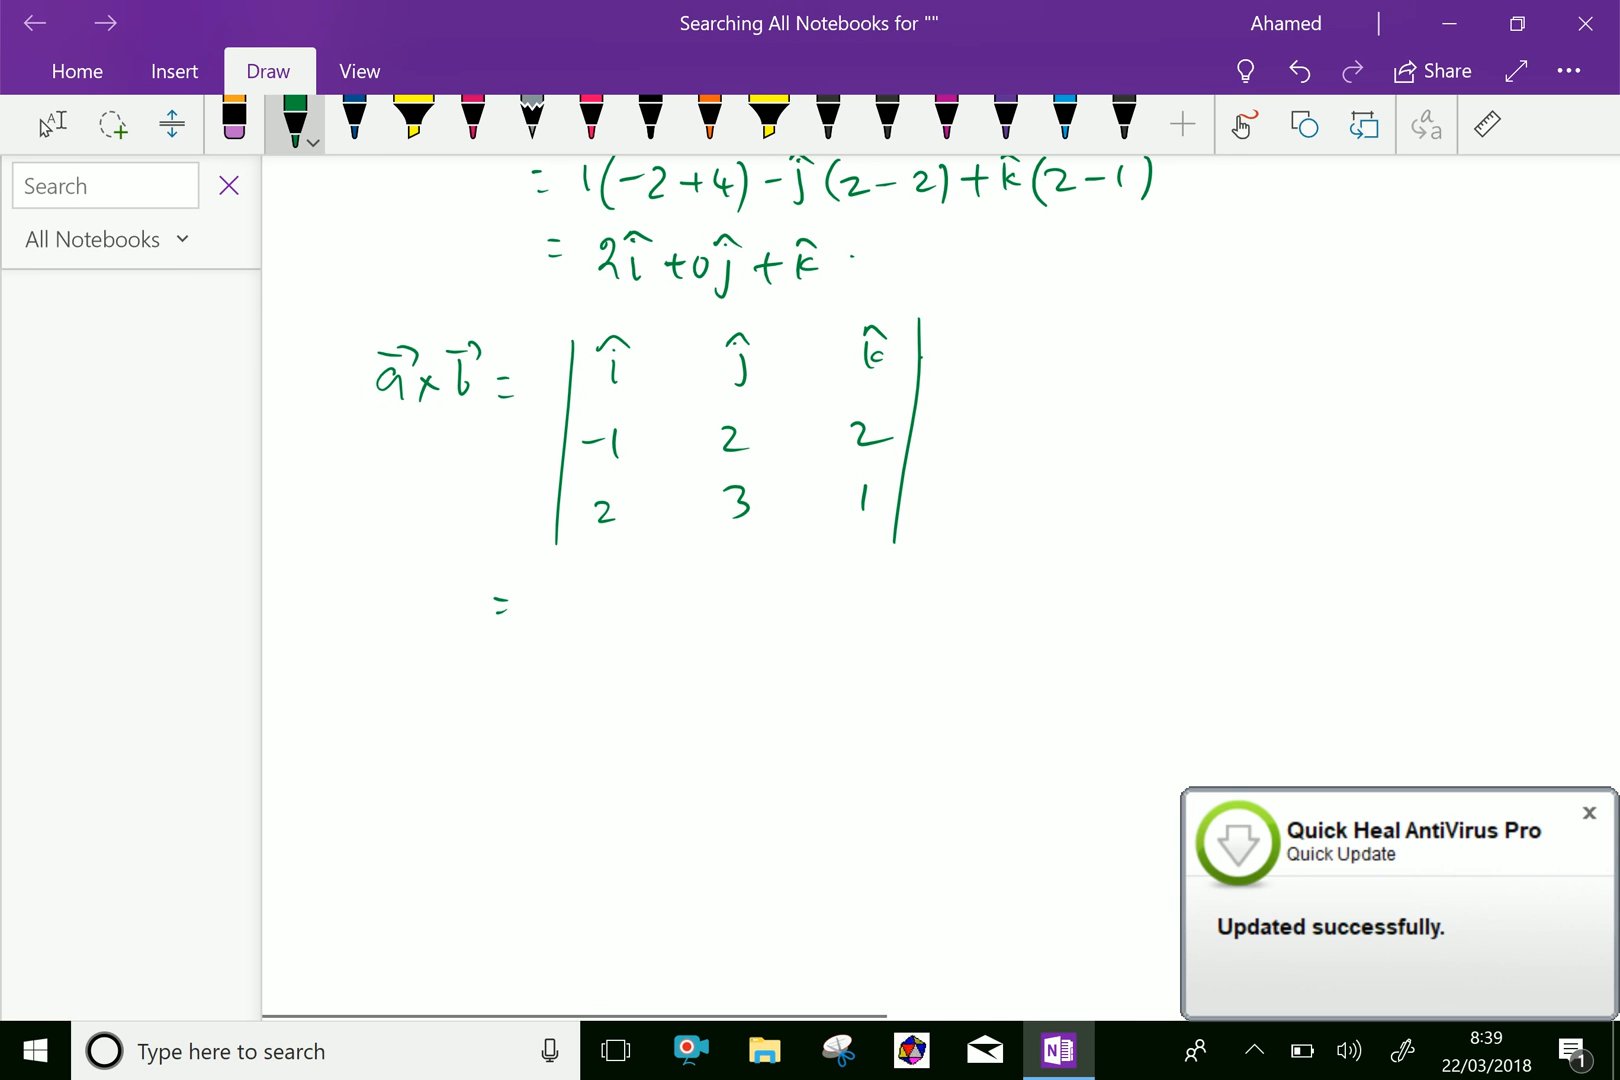 Searching All Notebooks for ""
Ahamed
Home Insert Draw View
Share
Search
All Notebooks
= 1(-2+4) - ĵ(2-2) + k̂(2-1)
= 2î + 0ĵ + k̂ .
a⃗ × b⃗ = | î ĵ k̂ |
| -1 2 2 |
| 2 3 1 |
=
Quick Heal AntiVirus Pro
Quick Update
x
Updated successfully.
Type here to search
8:39
22/03/2018
1